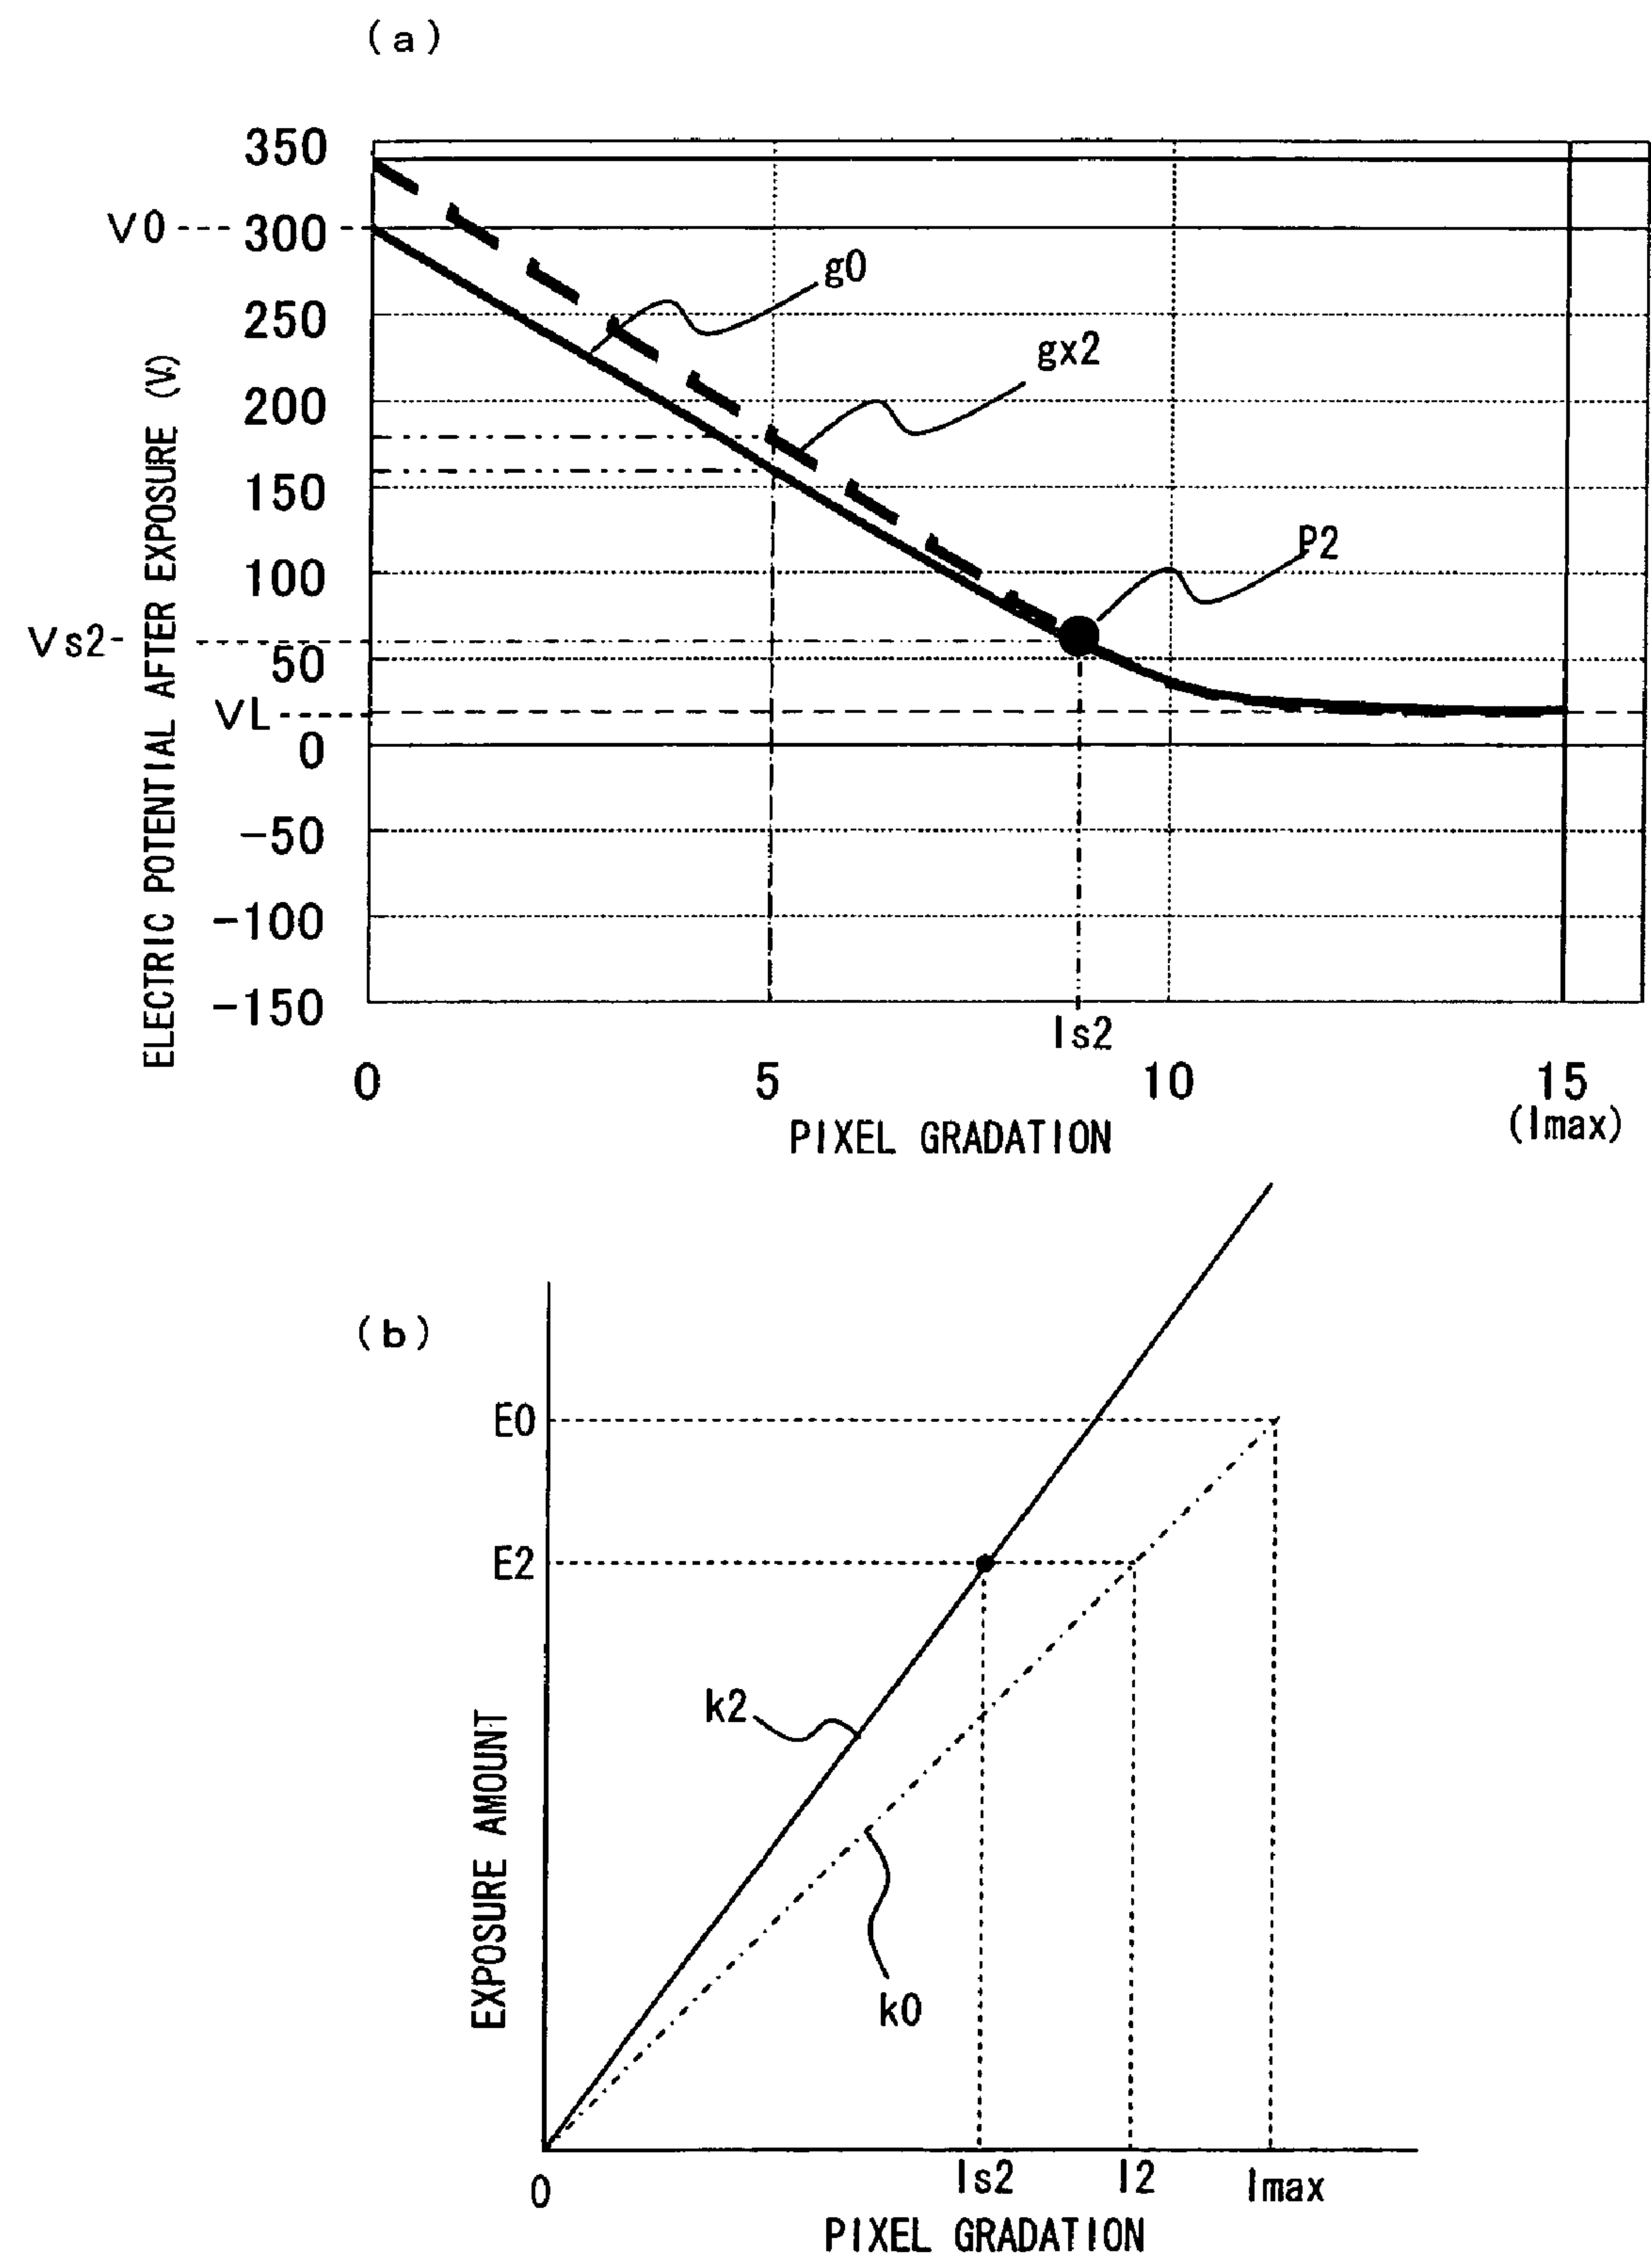 (a)
350
V0--- 300
g0
250
gx2
200
150
P2
100
Vs2-
50
VL
0
-50
-100
-150
ELECTRIC POTENTIAL AFTER EXPOSURE (V)
Is2
0 5 10 15
(Imax)
PIXEL GRADATION
(b)
E0
E2
k2
k0
EXPOSURE AMOUNT
0 Is2 I2 Imax
PIXEL GRADATION